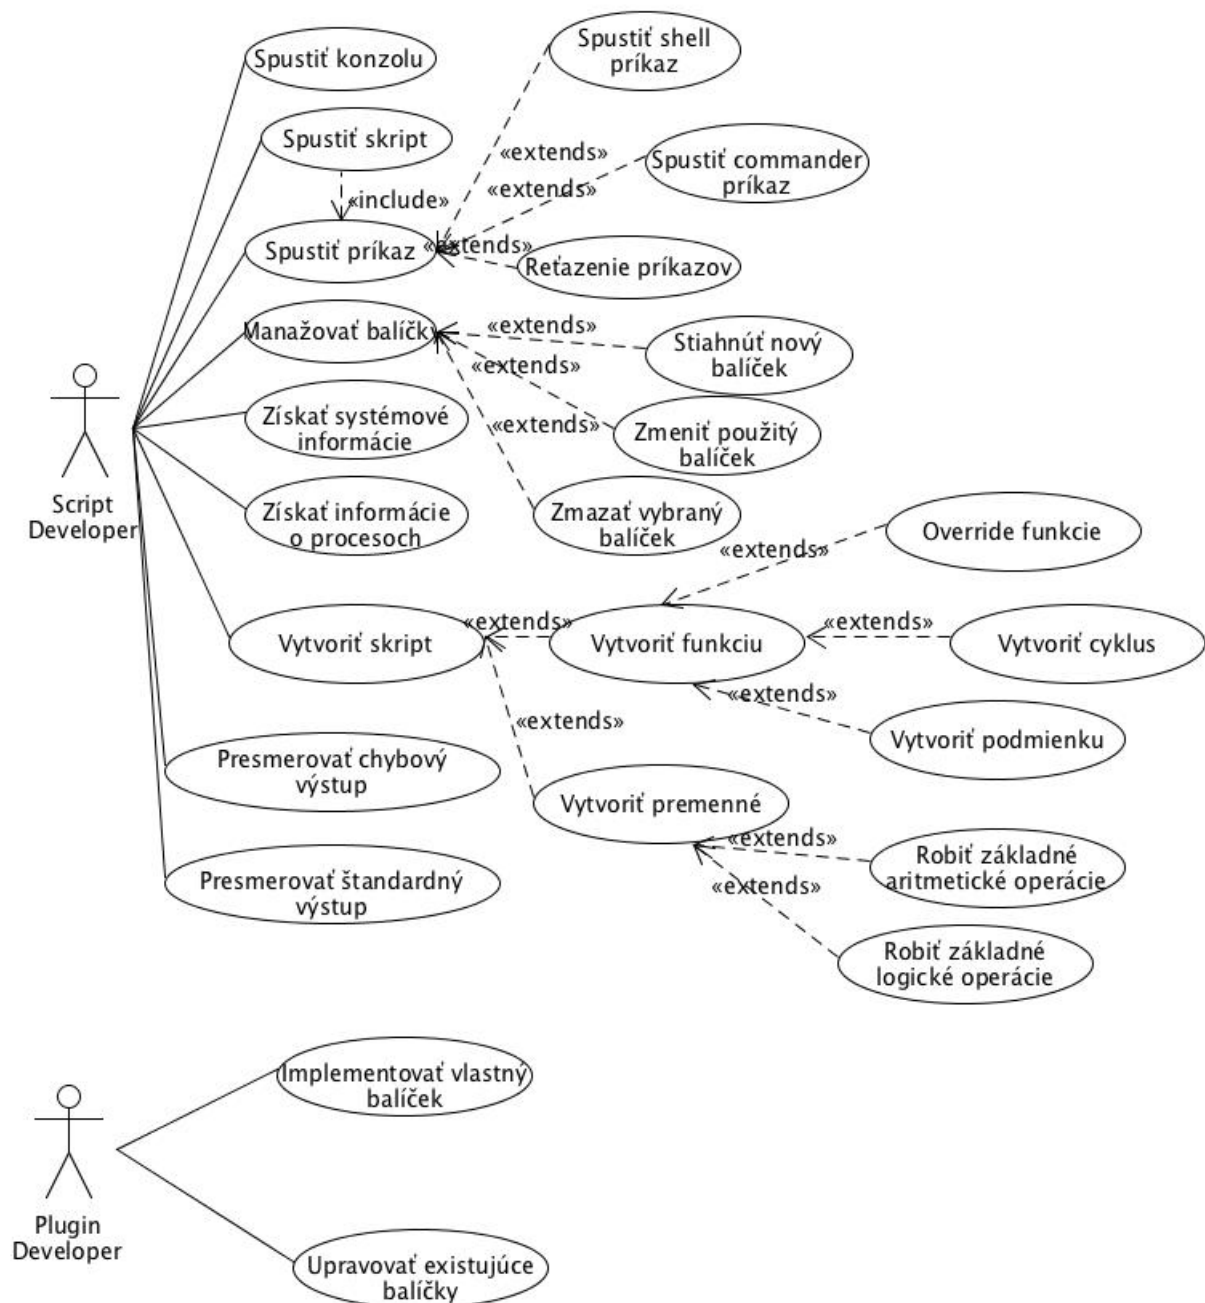 Spustiť konzolu
Spustiť shell
príkaz
Spustiť skript
«extends»
Spustiť commander
príkaz
«extends»
«include»
Spustiť príkaz
«extends»
Reťazenie príkazov
Manažovať balíčky
«extends»
Stiahnúť nový
balíček
«extends»
Získať systémové
informácie
«extends»
Zmeniť použitý
balíček
Script
Developer
Získať informácie
o procesoch
Zmazať vybraný
balíček
Override funkcie
«extends»
Vytvoriť skript
«extends»
Vytvoriť funkciu
«extends»
Vytvoriť cyklus
«extends»
«extends»
Vytvoriť podmienku
Presmerovať chybový
výstup
Vytvoriť premenné
«extends»
Robiť základné
aritmetické operácie
Presmerovať štandardný
výstup
«extends»
Robiť základné
logické operácie
Implementovať vlastný
balíček
Plugin
Developer
Upravovať existujúce
balíčky